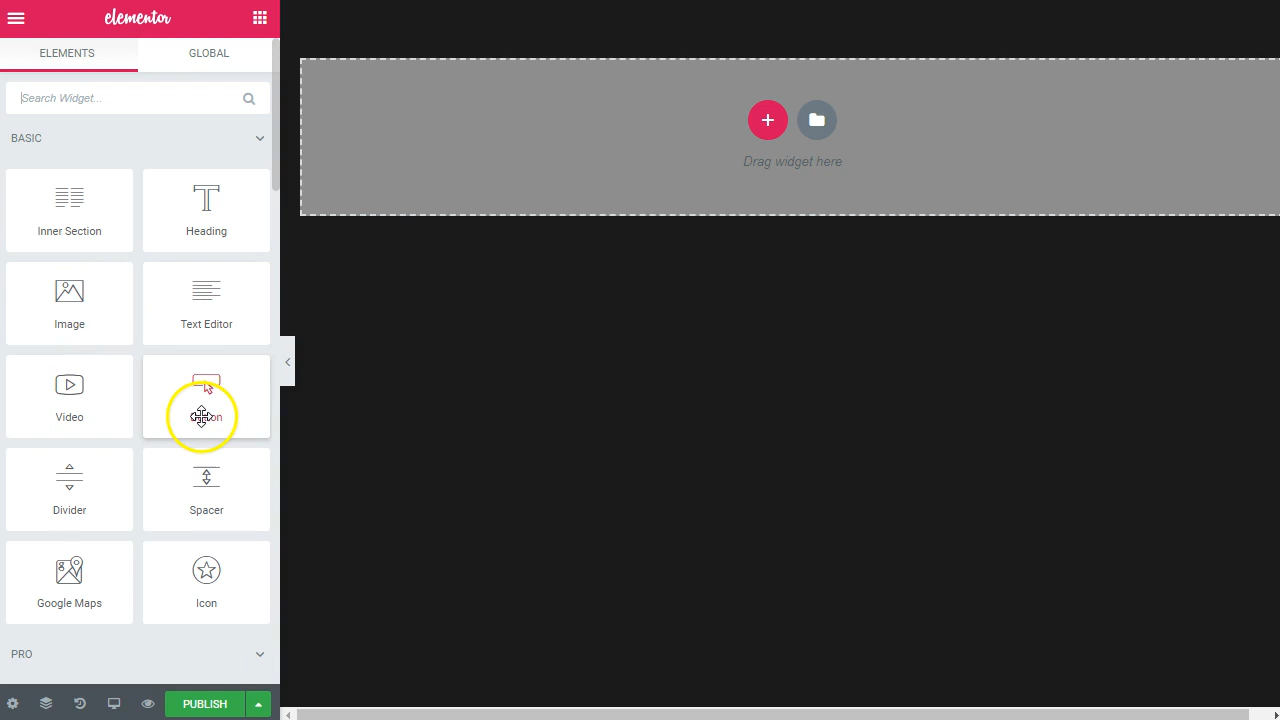 elementor
ELEMENTS GLOBAL
Search Widget...
BASIC
Inner Section Heading
Image Text Editor
Video
Divider Spacer
Google Maps Icon
PRO
PUBLISH
Drag widget here